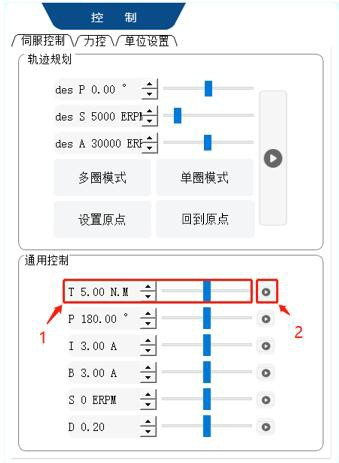 控 制
伺服控制 力控 单位设置
轨迹规划
des P 0.00 °
des S 5000 ERPM
des A 30000 ERP
多圈模式 单圈模式
设置原点 回到原点
通用控制
T 5.00 N.M
1 2
P 180.00 °
I 3.00 A
B 3.00 A
S 0 ERPM
D 0.20